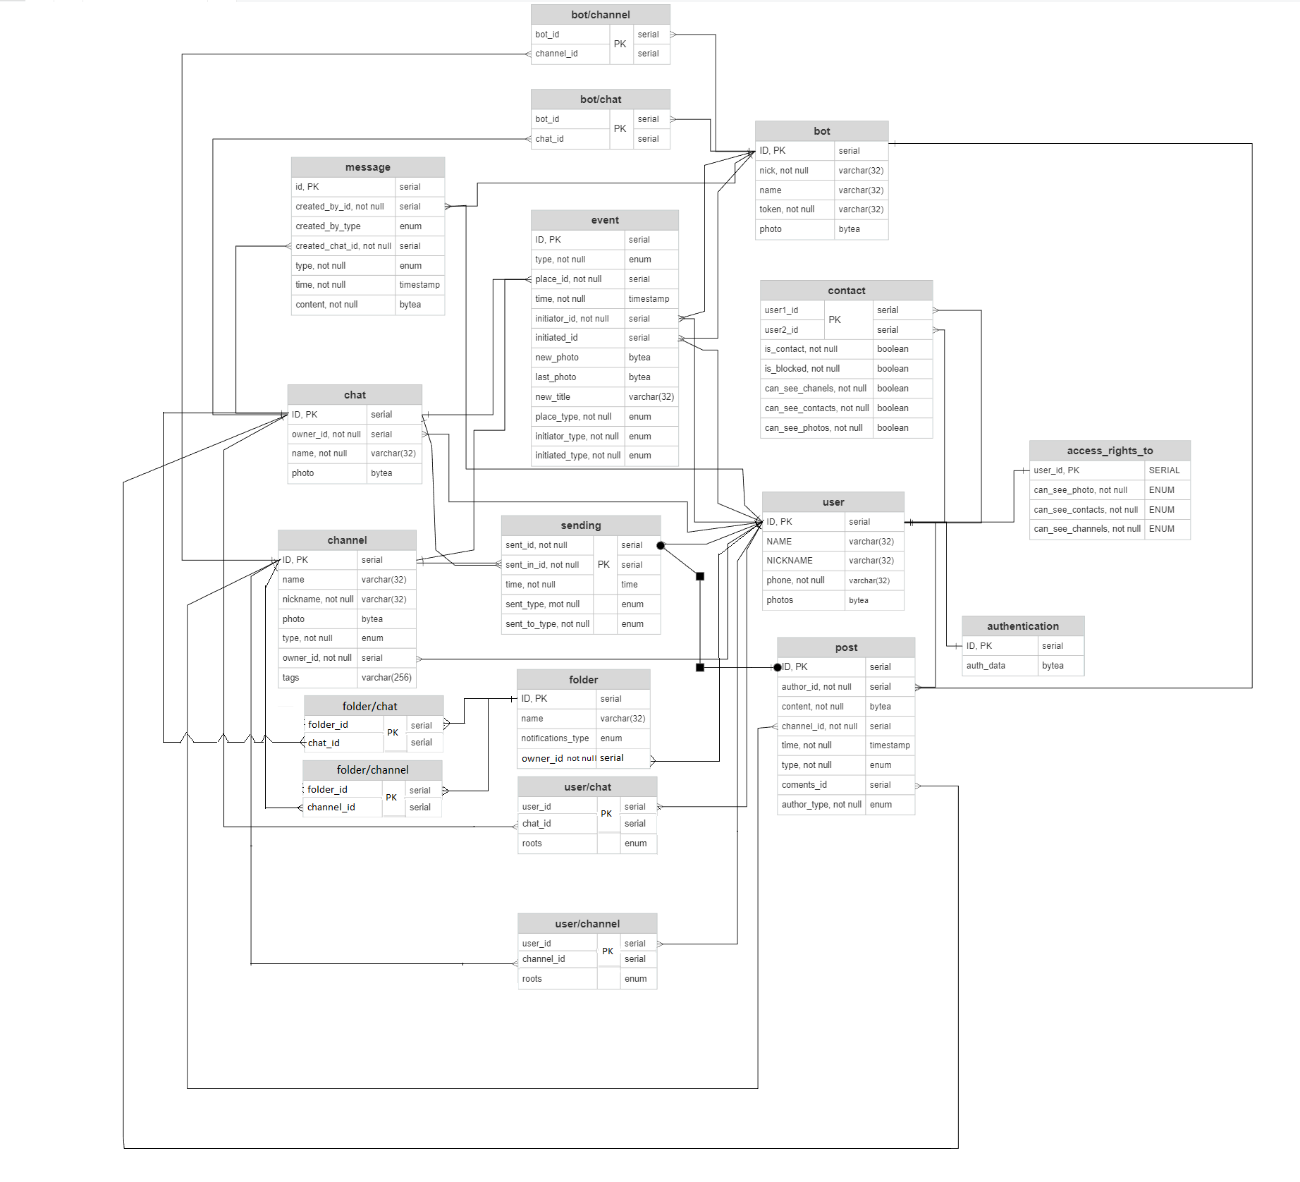 bot/channel
bot_id PK serial
channel_id serial
bot/chat
bot_id PK serial
chat_id serial
bot
ID, PK serial
nick, not null varchar(32)
name varchar(32)
token, not null varchar(32)
photo bytea
message
id, PK serial
created_by_id, not null serial
created_by_type enum
created_chat_id, not null serial
type, not null enum
time, not null timestamp
content, not null bytea
event
ID, PK serial
type, not null enum
place_id, not null serial
time, not null timestamp
initiator_id, not null serial
initiated_id serial
new_photo bytea
last_photo bytea
new_title varchar(32)
place_type, not null enum
initiator_type, not null enum
initiated_type, not null enum
contact
user1_id PK serial
user2_id serial
is_contact, not null boolean
is_blocked, not null boolean
can_see_chanels, not null boolean
can_see_contacts, not null boolean
can_see_photos, not null boolean
chat
ID, PK serial
owner_id, not null serial
name, not null varchar(32)
photo bytea
access_rights_to
user_id, PK SERIAL
can_see_photo, not null ENUM
can_see_contacts, not null ENUM
can_see_channels, not null ENUM
user
ID, PK serial
NAME varchar(32)
NICKNAME varchar(32)
phone, not null varchar(32)
photos bytea
sending
sent_id, not null serial
sent_in_id, not null PK serial
time, not null time
sent_type, mot null enum
sent_to_type, not null enum
channel
ID, PK serial
name varchar(32)
nickname, not null varchar(32)
photo bytea
type, not null enum
owner_id, not null serial
tags varchar(256)
authentication
ID, PK serial
auth_data bytea
post
ID, PK serial
author_id, not null serial
content, not null bytea
channel_id, not null serial
time, not null timestamp
type, not null enum
coments_id serial
author_type, not null enum
folder
ID, PK serial
name varchar(32)
notifications_type enum
owner_id not null serial
folder/chat
folder_id PK serial
chat_id serial
folder/channel
folder_id PK serial
channel_id serial
user/chat
user_id PK serial
chat_id serial
roots enum
user/channel
user_id PK serial
channel_id serial
roots enum